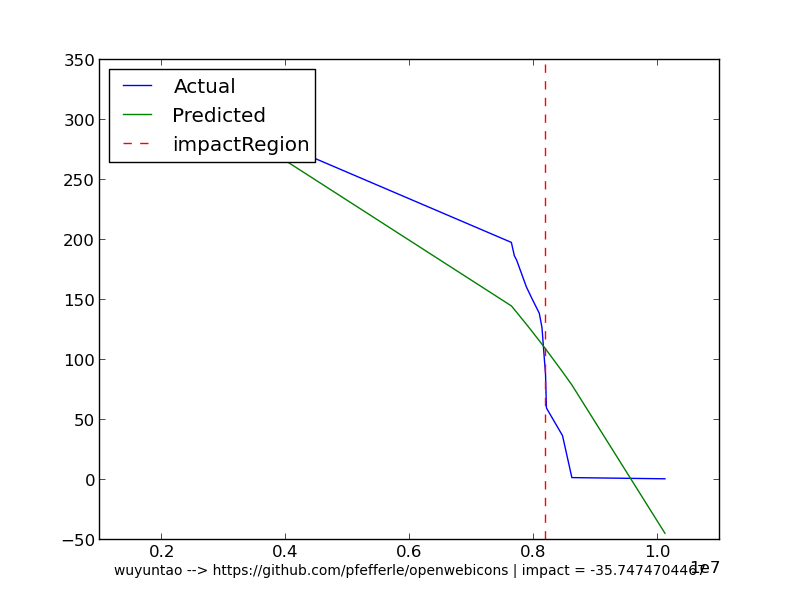 350
300
250
200
150
100
50
0
−50
Actual
Predicted
impactRegion
0.2 0.4 0.6 0.8 1.0
1e7
wuyuntao --> https://github.com/pfefferle/openwebicons | impact = -35.7474704467